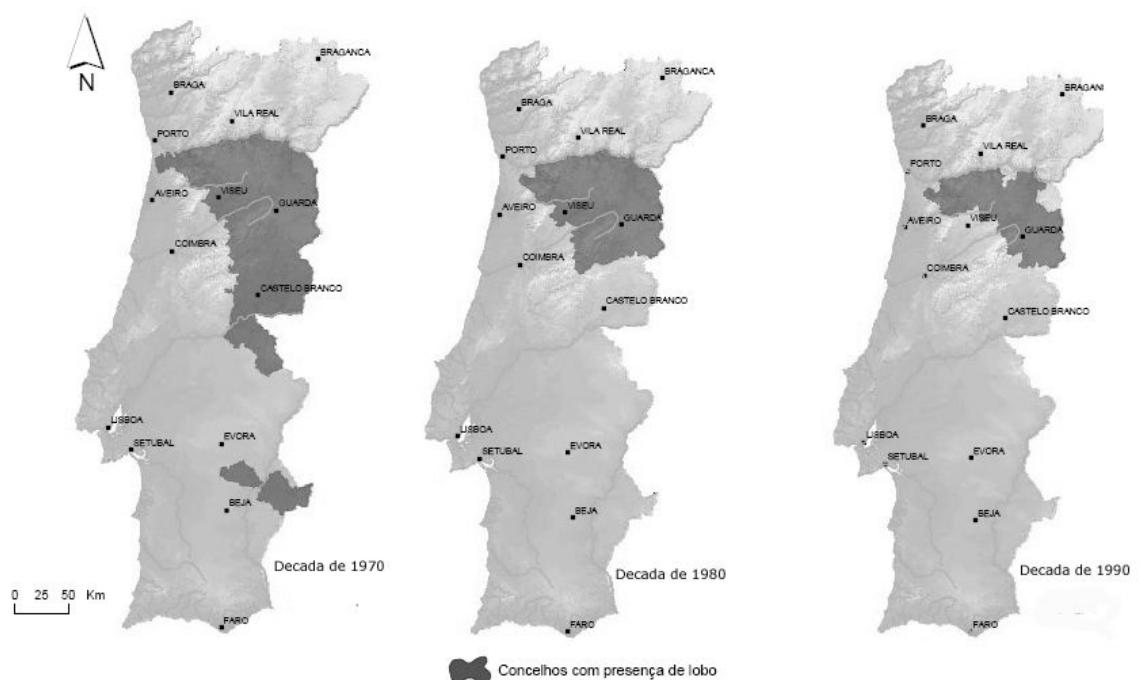 N
BRAGANCA
BRAGA
VILA REAL
PORTO
AVEIRO
VISEU
GUARDA
COIMBRA
CASTELO BRANCO
LISBOA
SETUBAL
EVORA
BEJA
FARO
Decada de 1970
0 25 50 Km
BRAGANCA
BRAGA
VILA REAL
PORTO
AVEIRO
VISEU
GUARDA
COIMBRA
CASTELO BRANCO
LISBOA
SETUBAL
EVORA
BEJA
FARO
Decada de 1980
BRAGANI
BRAGA
VILA REAL
PORTO
AVEIRO
VISEU
GUARDA
COIMBRA
CASTELO BRANCO
LISBOA
SETUBAL
EVORA
BEJA
FARO
Decada de 1990
Concelhos com presença de lobo